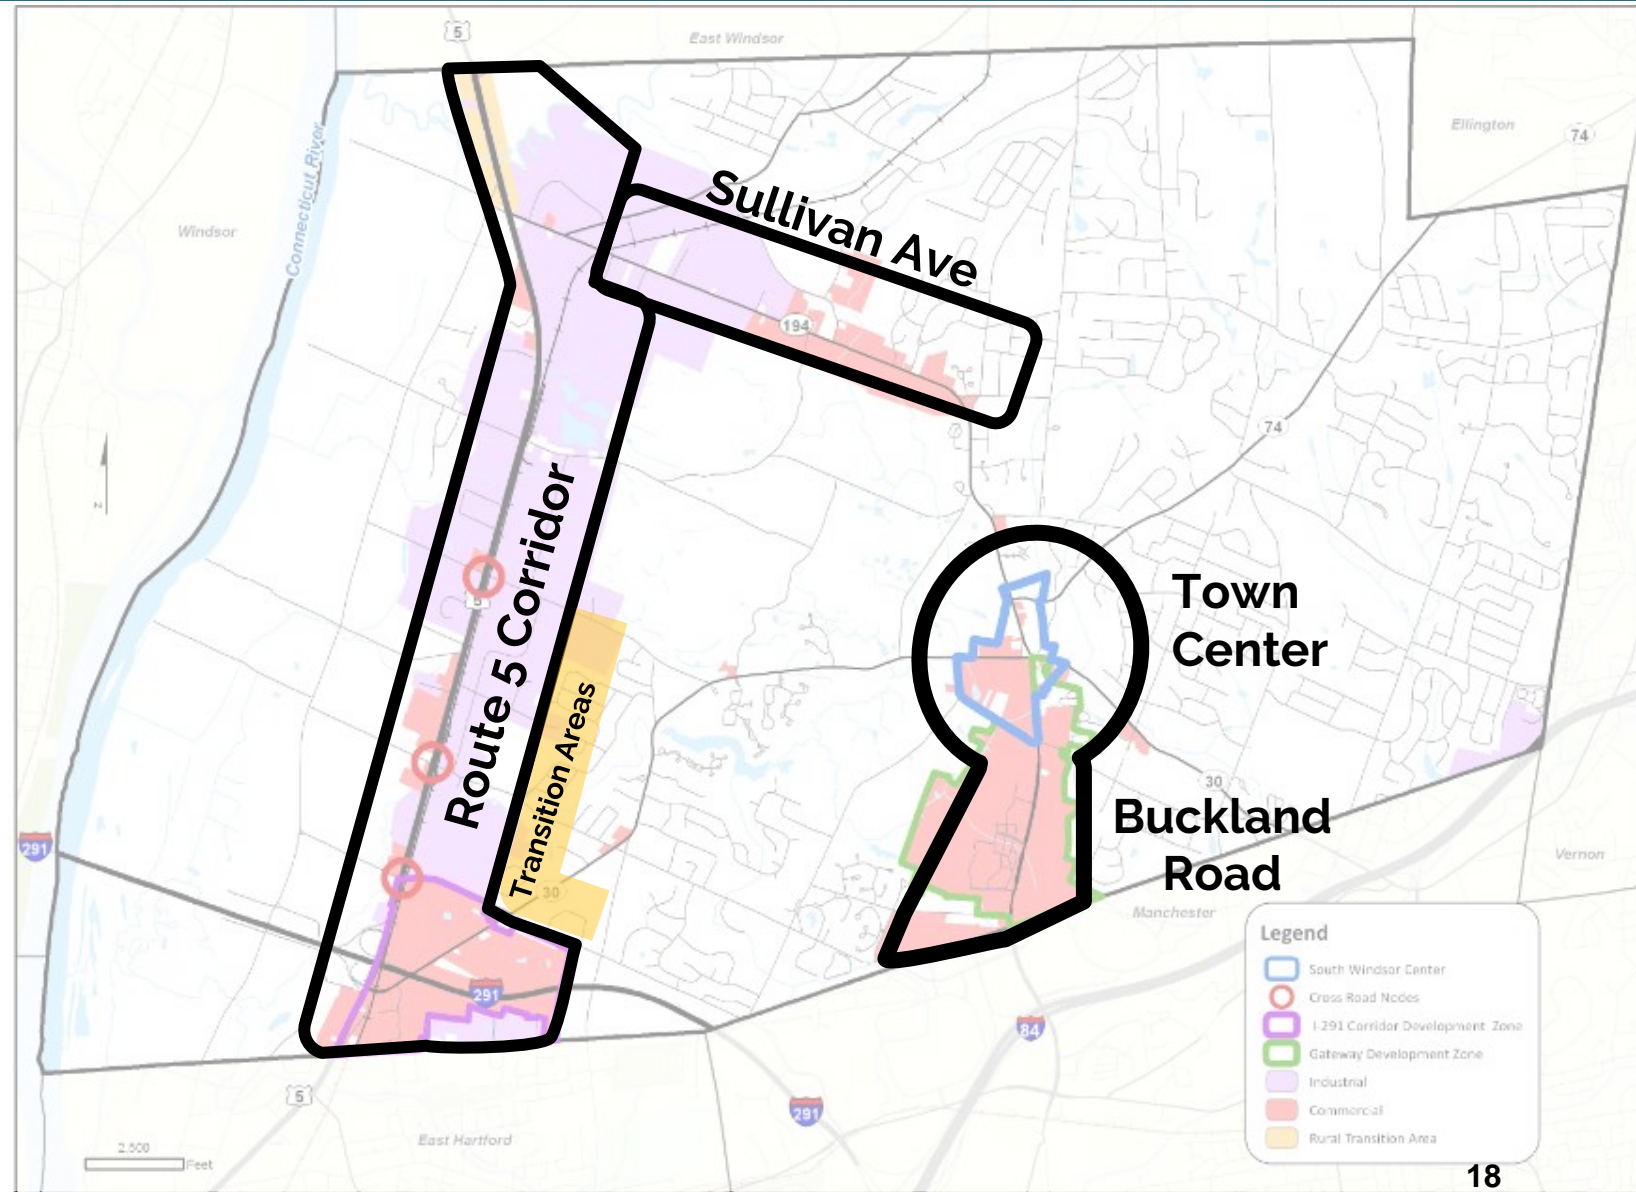 5
East Windsor
Ellington
74
Connecticut River
Windsor
Sullivan Ave
194
74
z
Route 5 Corridor
5
Town
Center
Transition Areas
30
30
Buckland
Road
291
Vernon
Manchester
291
84
5
291
East Hartford
2,500
Feet
Legend
South Windsor Center
Cross Road Nodes
I-291 Corridor Development Zone
Gateway Development Zone
Industrial
Commercial
Rural Transition Area
18